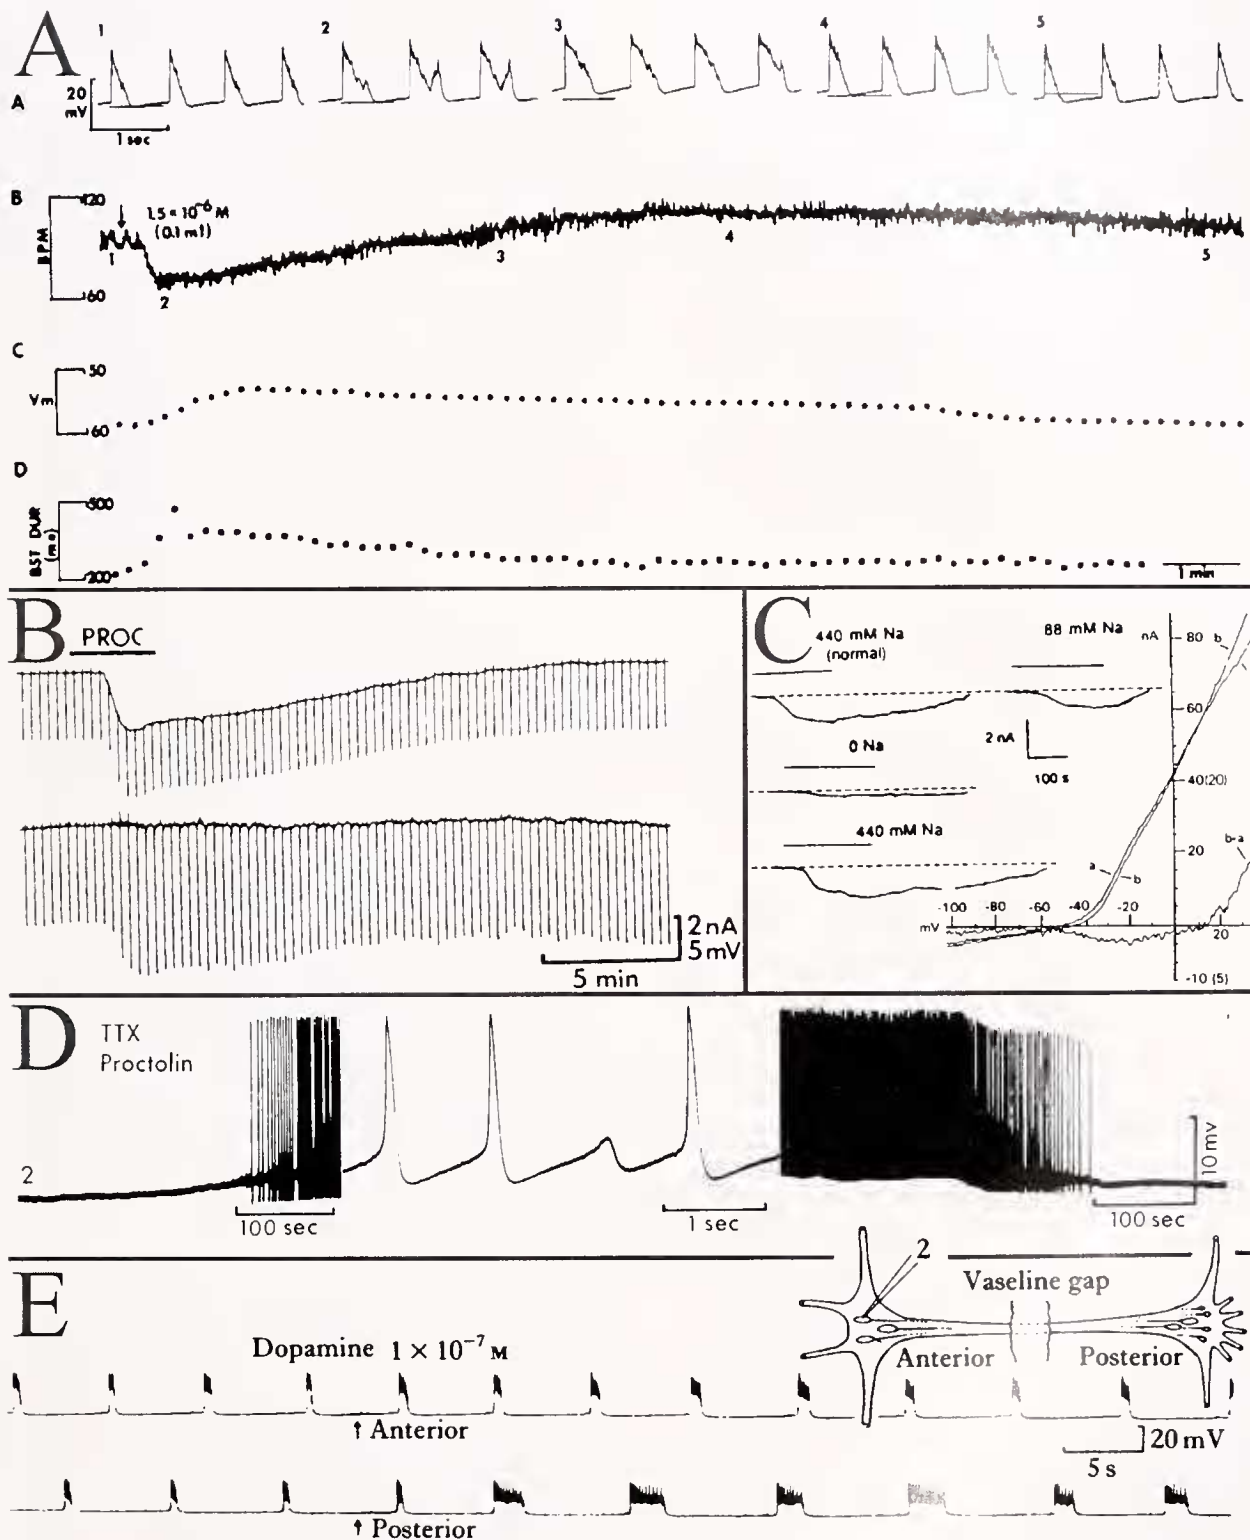 A
1 2 3 4 5
A
20
mV
1 sec
B
120
BPM
60
1.5 × 10⁻⁶ M
(0.1 ml)
1 2 3 4 5
C
50
Vm
60
D
500
BST DUR
(ms)
200
1 min
B
PROC
2 nA
5 mV
5 min
C
440 mM Na
(normal)
88 mM Na
0 Na
2 nA
100 s
440 mM Na
nA
80
b
60
40(20)
20
b-a
a
b
-100 -80 -60 -40 -20
mV
20
-10 (5)
D
TTX
Proctolin
2
100 sec
1 sec
10 mv
100 sec
E
2
Vaseline gap
Anterior
Posterior
Dopamine 1 × 10⁻⁷ M
↑ Anterior
20 mV
5 s
↑ Posterior